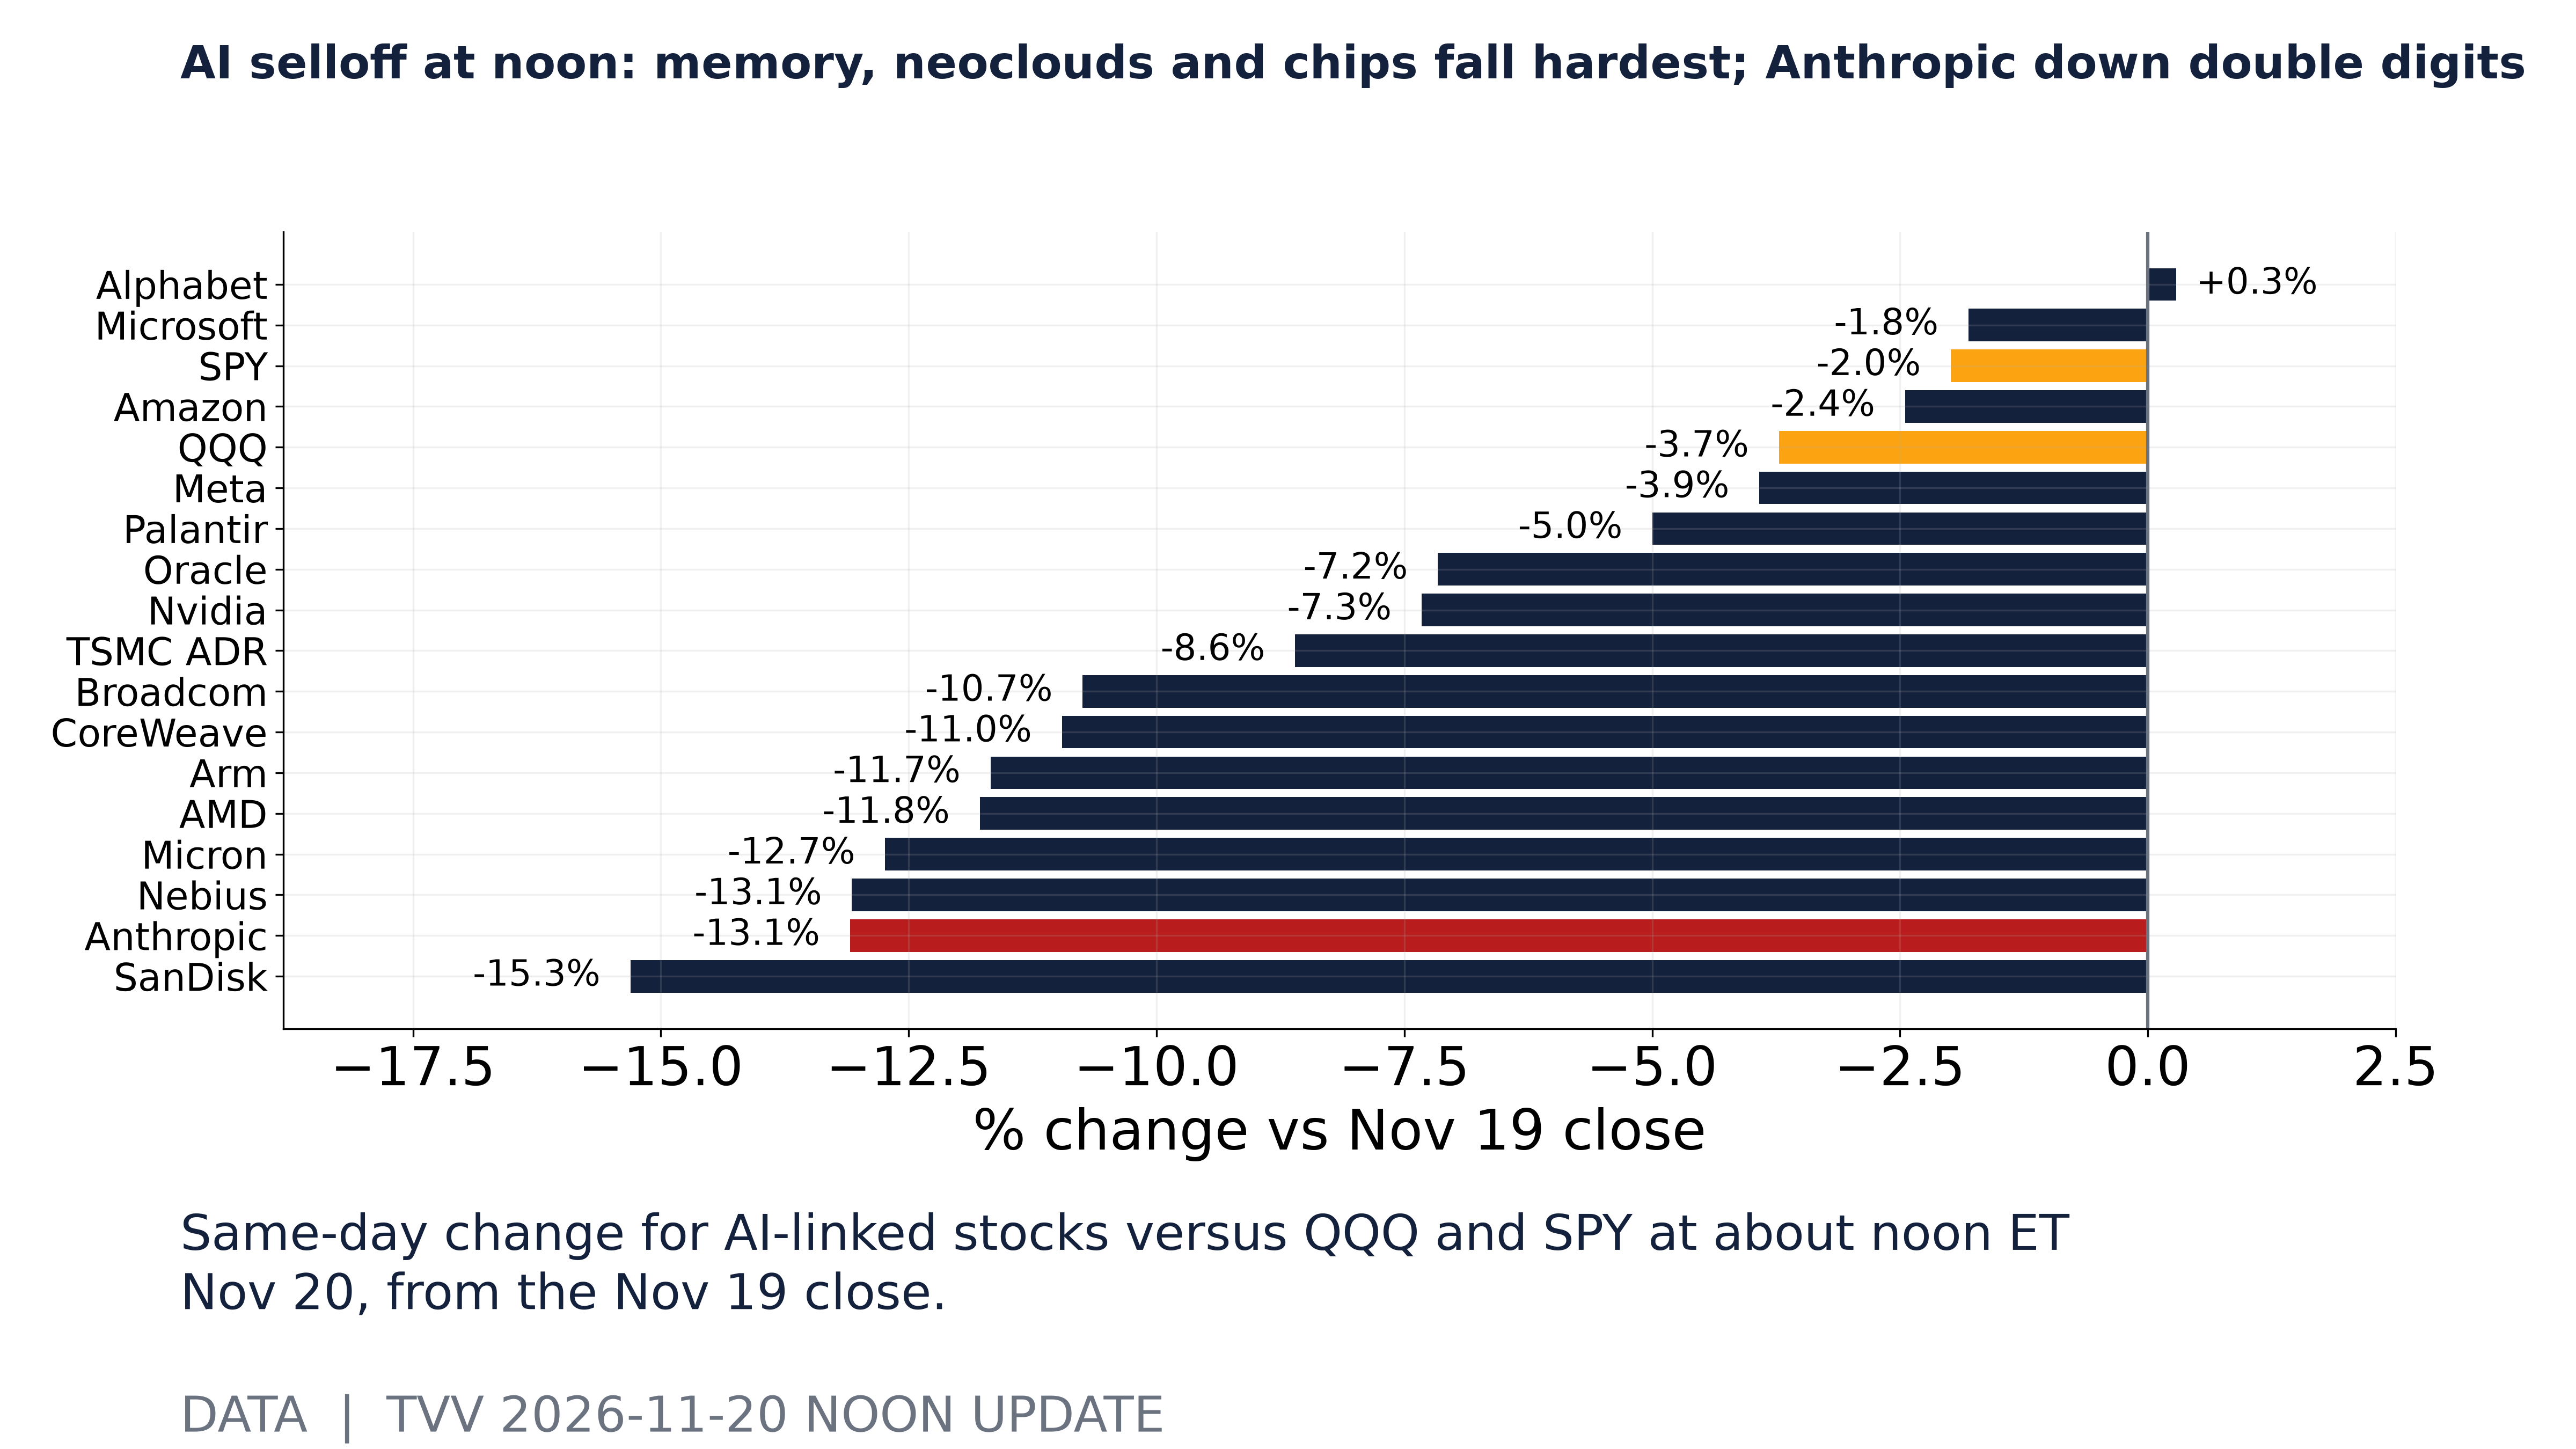 AI selloff at noon: memory, neoclouds and chips fall hardest; Anthropic down double digits
Alphabet +0.3%
Microsoft -1.8%
SPY -2.0%
Amazon -2.4%
QQQ -3.7%
Meta -3.9%
Palantir -5.0%
Oracle -7.2%
Nvidia -7.3%
TSMC ADR -8.6%
Broadcom -10.7%
CoreWeave -11.0%
Arm -11.7%
AMD -11.8%
Micron -12.7%
Nebius -13.1%
Anthropic -13.1%
SanDisk -15.3%
−17.5 −15.0 −12.5 −10.0 −7.5 −5.0 −2.5 0.0 2.5
% change vs Nov 19 close
Same-day change for AI-linked stocks versus QQQ and SPY at about noon ET
Nov 20, from the Nov 19 close.
DATA | TVV 2026-11-20 NOON UPDATE